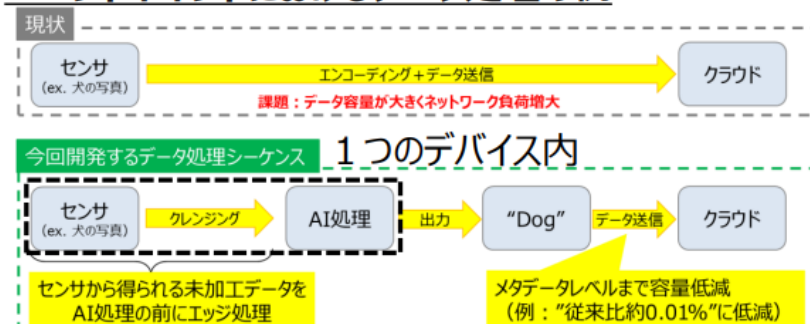 現状
センサ
(ex. 犬の写真)
エンコーディング+データ送信
クラウド
課題：データ容量が大きくネットワーク負荷増大
今回開発するデータ処理シーケンス
１つのデバイス内
センサ
(ex. 犬の写真)
クレンジング
AI処理
出力
“Dog”
データ送信
クラウド
センサから得られる未加工データを
AI処理の前にエッジ処理
メタデータレベルまで容量低減
（例：”従来比約0.01%”に低減）